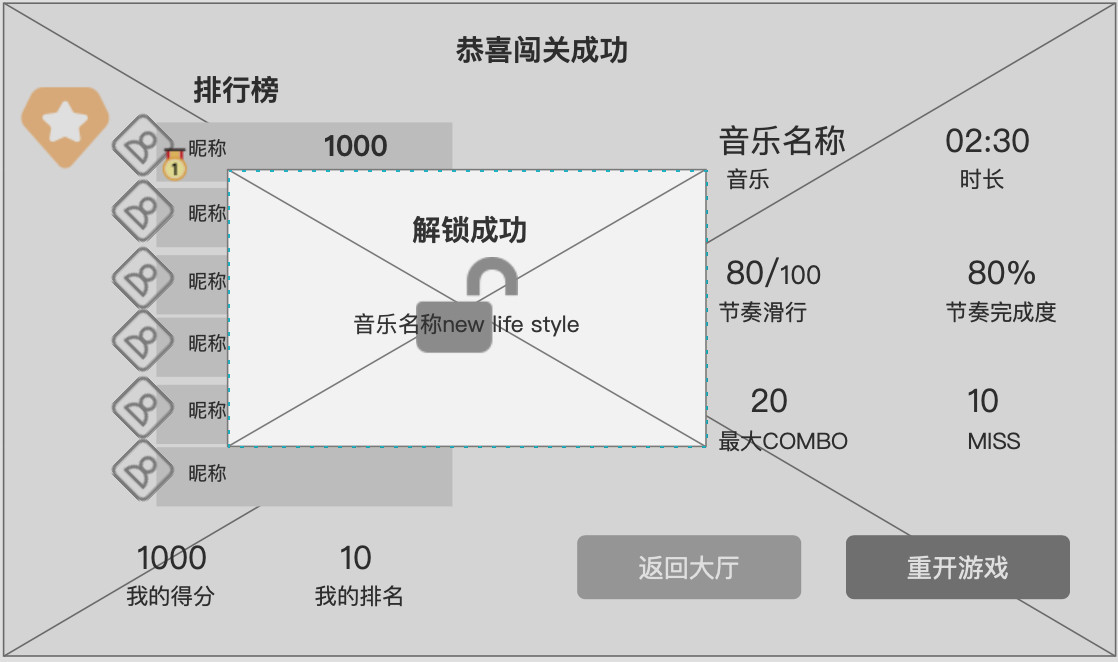 恭喜闯关成功
排行榜
昵称 1000
1
昵称
昵称
昵称
昵称
昵称
解锁成功
音乐名称new life style
音乐名称
音乐
02:30
时长
80/100
节奏滑行
80%
节奏完成度
20
最大COMBO
10
MISS
1000
我的得分
10
我的排名
返回大厅
重开游戏